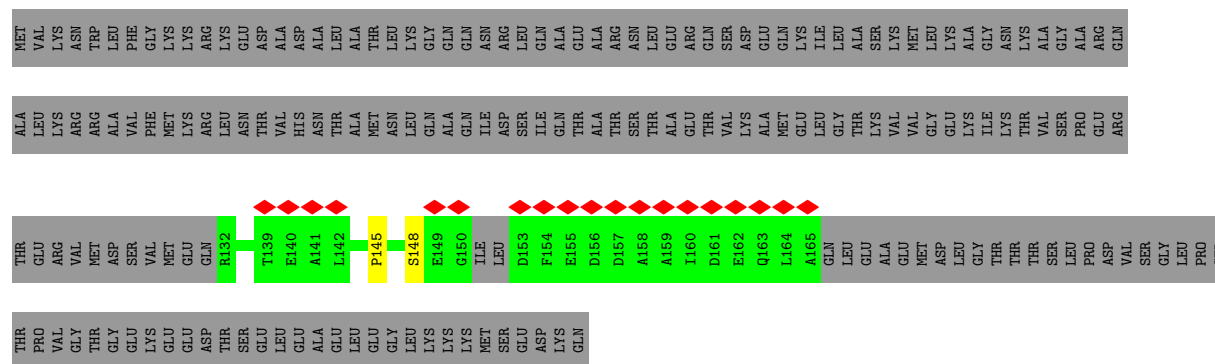 MET VAL LYS ASN TRP LEU PHE GLY LYS LYS ARG LYS GLU ASP ALA ASP ALA LEU ALA THR LEU LYS GLY GLN GLN ASN ARG LEU GLN ALA GLU ALA ARG ASN LEU GLU ARG GLN SER ASP GLU GLN LYS ILE LEU ALA SER LYS MET LEU LYS ALA GLY ASN LYS ALA GLY ALA ARG GLN
ALA LEU LYS ARG ARG ALA VAL PHE MET LYS ARG LEU ASN THR VAL HIS ASN THR ALA MET ASN LEU GLN ALA GLN ILE ASP SER ILE GLN THR ALA THR SER THR ALA GLU THR VAL LYS ALA MET GLU LEU GLY THR LYS VAL VAL GLY GLU LYS ILE LYS THR VAL SER PRO GLU ARG
THR GLU ARG VAL MET ASP SER VAL MET GLU GLN R132 T139 E140 A141 L142 P145 S148 E149 G150 ILE LEU D153 F154 E155 D156 D157 A158 A159 I160 D161 E162 Q163 L164 A165 GLN LEU GLU ALA GLU MET ASP LEU GLY THR THR THR SER LEU PRO ASP VAL SER GLY LEU PRO
THR PRO VAL GLY THR GLY GLU LYS GLU GLU ASP THR SER GLU LEU GLU ALA GLU LEU GLU GLY LEU LYS LYS LYS MET SER GLU ASP LYS GLN